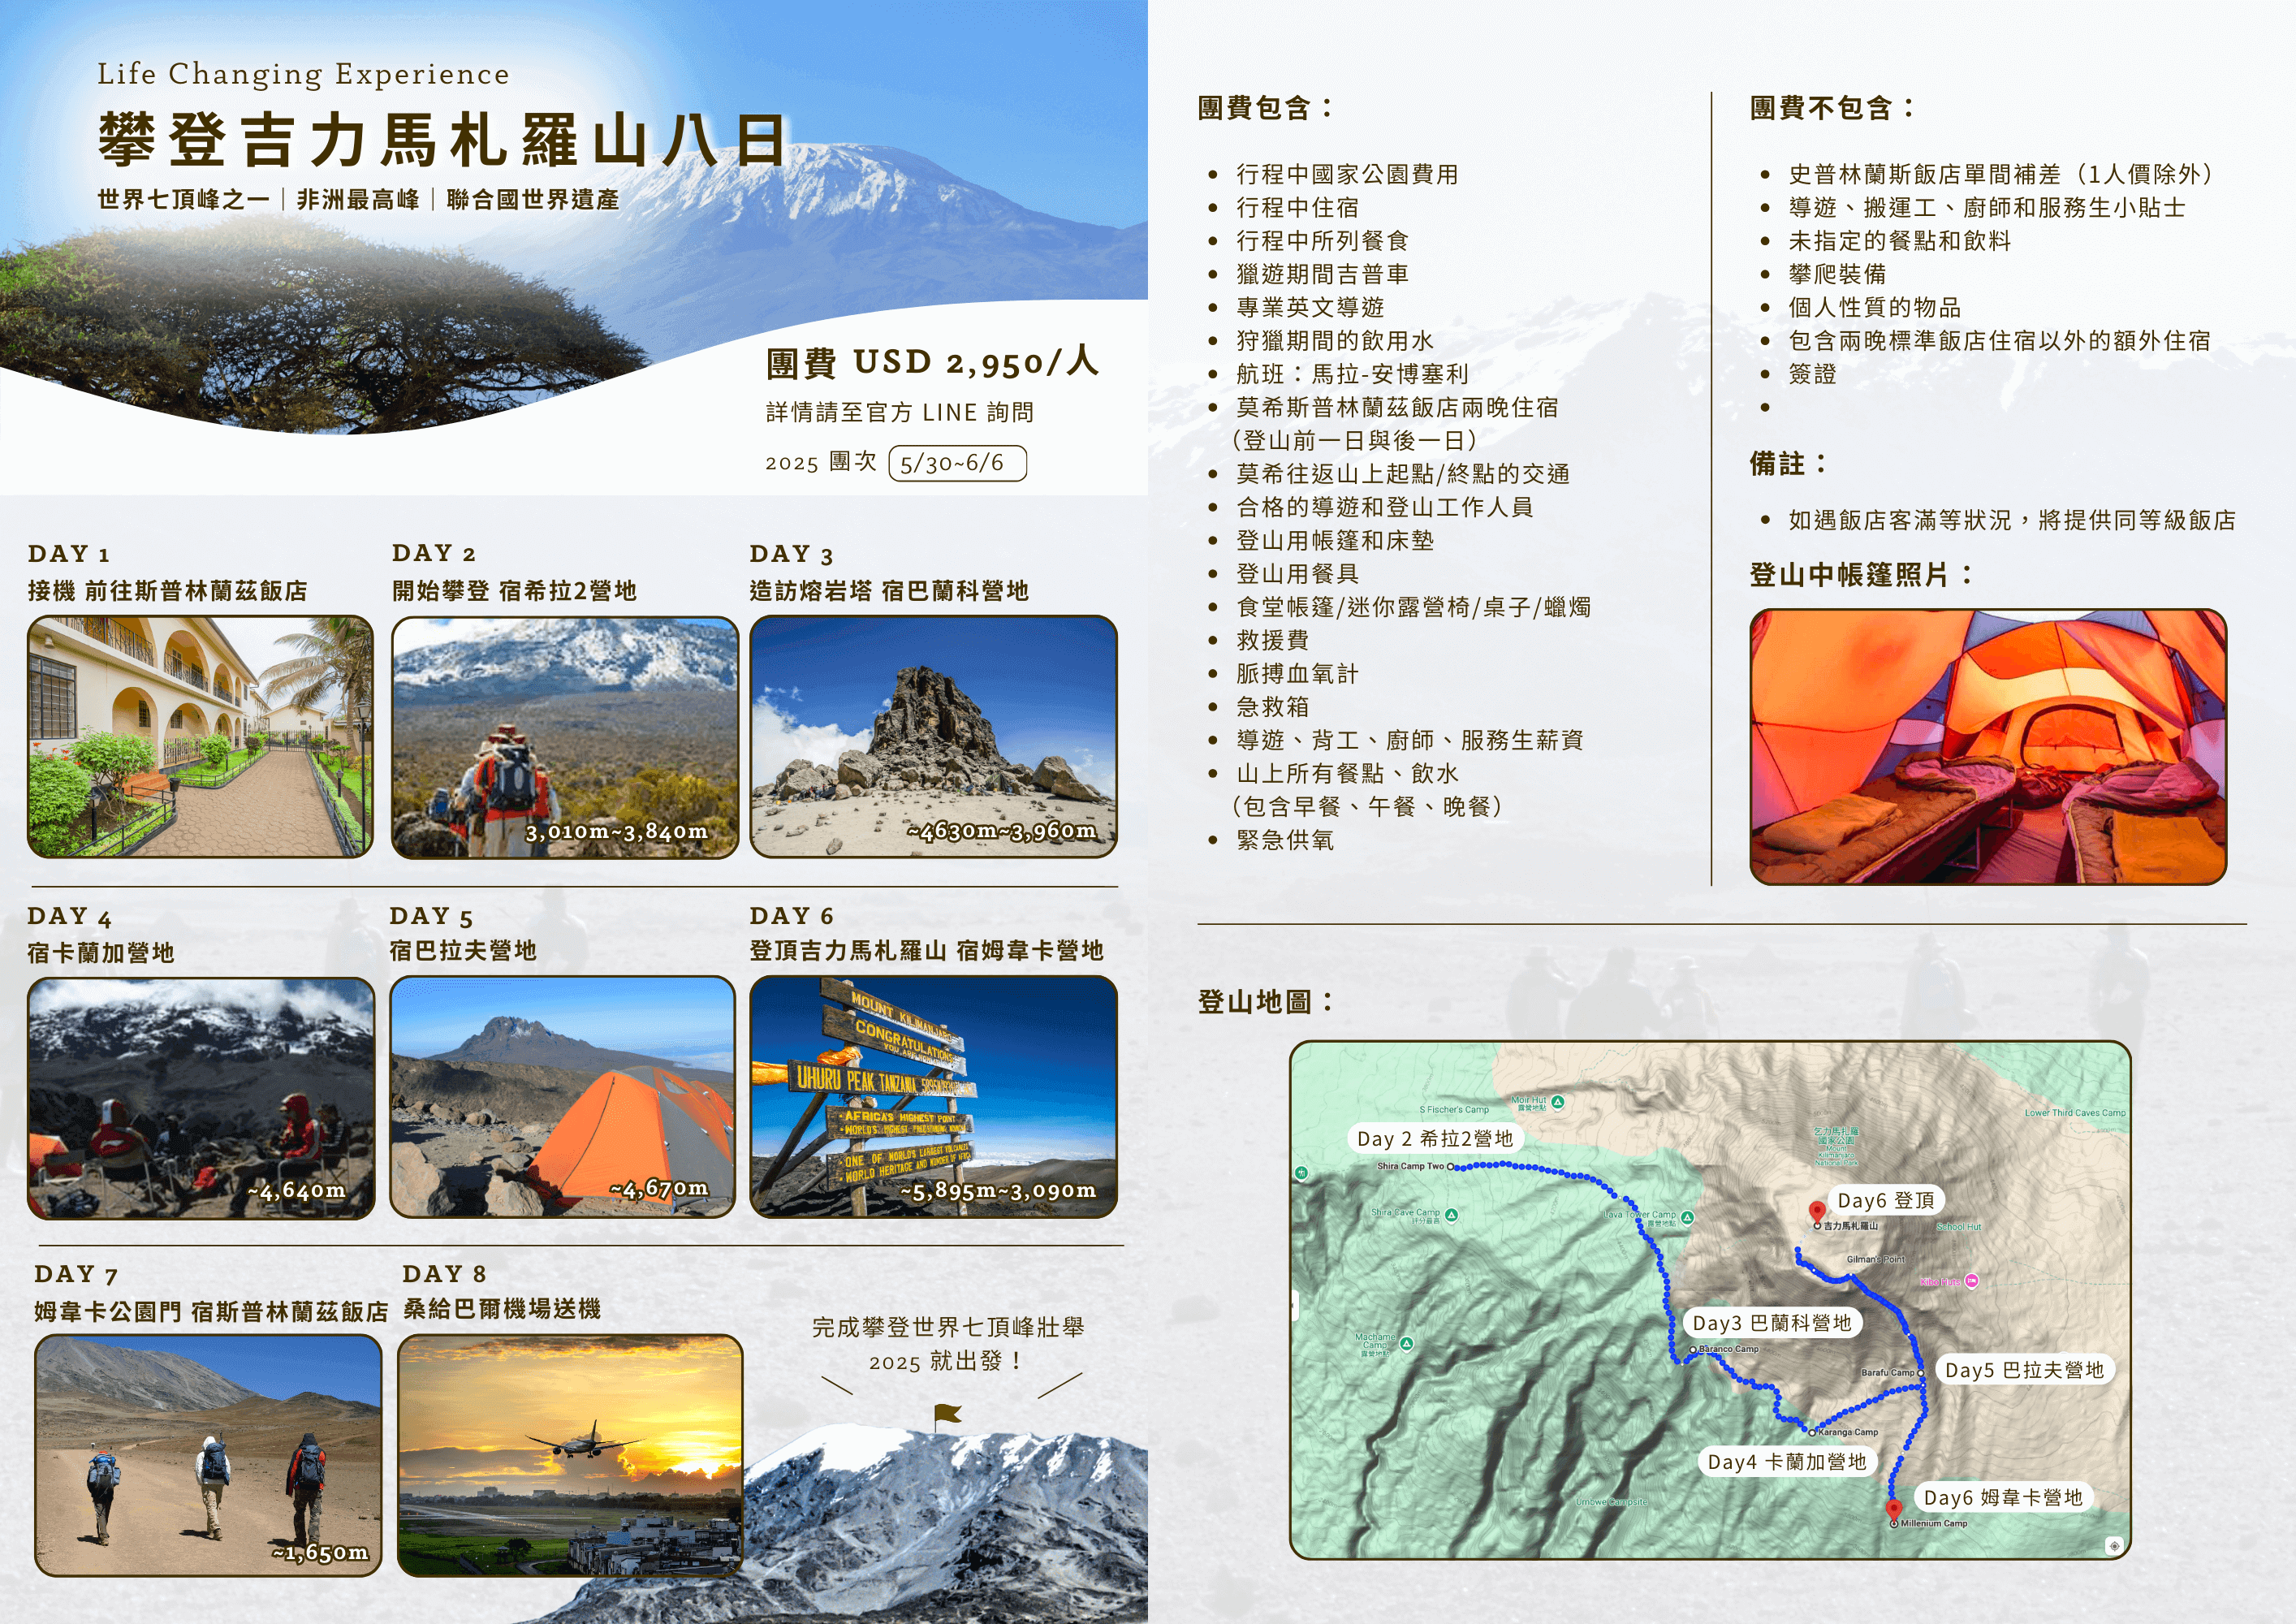 Life Changing Experience
攀登吉力馬札羅山八日
世界七頂峰之一｜非洲最高峰｜聯合國世界遺產
團費 USD 2,950/人
詳情請至官方 LINE 詢問
2025 團次 5/30~6/6
DAY 1
接機 前往斯普林蘭茲飯店
DAY 2
開始攀登 宿希拉2營地
3,010m~3,840m
DAY 3
造訪熔岩塔 宿巴蘭科營地
~4630m~3,960m
DAY 4
宿卡蘭加營地
~4,640m
DAY 5
宿巴拉夫營地
~4,670m
DAY 6
登頂吉力馬札羅山 宿姆韋卡營地
MOUNT KILIMANJARO
CONGRATULATIONS
YOU ARE NOW AT
UHURU PEAK TANZANIA 5895M
AFRICA'S HIGHEST POINT
WORLD'S HIGHEST FREE STANDING MOUNTAIN
ONE OF WORLD'S LARGEST VOLCANOES
WORLD HERITAGE AND WONDER OF AFRICA
~5,895m~3,090m
DAY 7
姆韋卡公園門 宿斯普林蘭茲飯店
~1,650m
DAY 8
桑給巴爾機場送機
完成攀登世界七頂峰壯舉
2025 就出發！
團費包含：
行程中國家公園費用
行程中住宿
行程中所列餐食
獵遊期間吉普車
專業英文導遊
狩獵期間的飲用水
航班：馬拉-安博塞利
莫希斯普林蘭茲飯店兩晚住宿
（登山前一日與後一日）
莫希往返山上起點/終點的交通
合格的導遊和登山工作人員
登山用帳篷和床墊
登山用餐具
食堂帳篷/迷你露營椅/桌子/蠟燭
救援費
脈搏血氧計
急救箱
導遊、背工、廚師、服務生薪資
山上所有餐點、飲水
（包含早餐、午餐、晚餐）
緊急供氧
團費不包含：
史普林蘭斯飯店單間補差（1人價除外）
導遊、搬運工、廚師和服務生小貼士
未指定的餐點和飲料
攀爬裝備
個人性質的物品
包含兩晚標準飯店住宿以外的額外住宿
簽證
備註：
如遇飯店客滿等狀況，將提供同等級飯店
登山中帳篷照片：
登山地圖：
S Fischer's Camp
Moir Hut
露營地點
Lower Third Caves Camp
乞力馬扎羅
國家公園
Mount
Kilimanjaro
National Park
Day 2 希拉2營地
Shira Camp Two
Shira Cave Camp
評分最高
Lava Tower Camp
露營地點
Day6 登頂
吉力馬札羅山
School Hut
Gilman's Point
Kibo Huts
Machame
Camp
露營地點
Day3 巴蘭科營地
Baranco Camp
Barafu Camp
Day5 巴拉夫營地
Karanga Camp
Day4 卡蘭加營地
Umbwe Campsite
Day6 姆韋卡營地
Millenium Camp